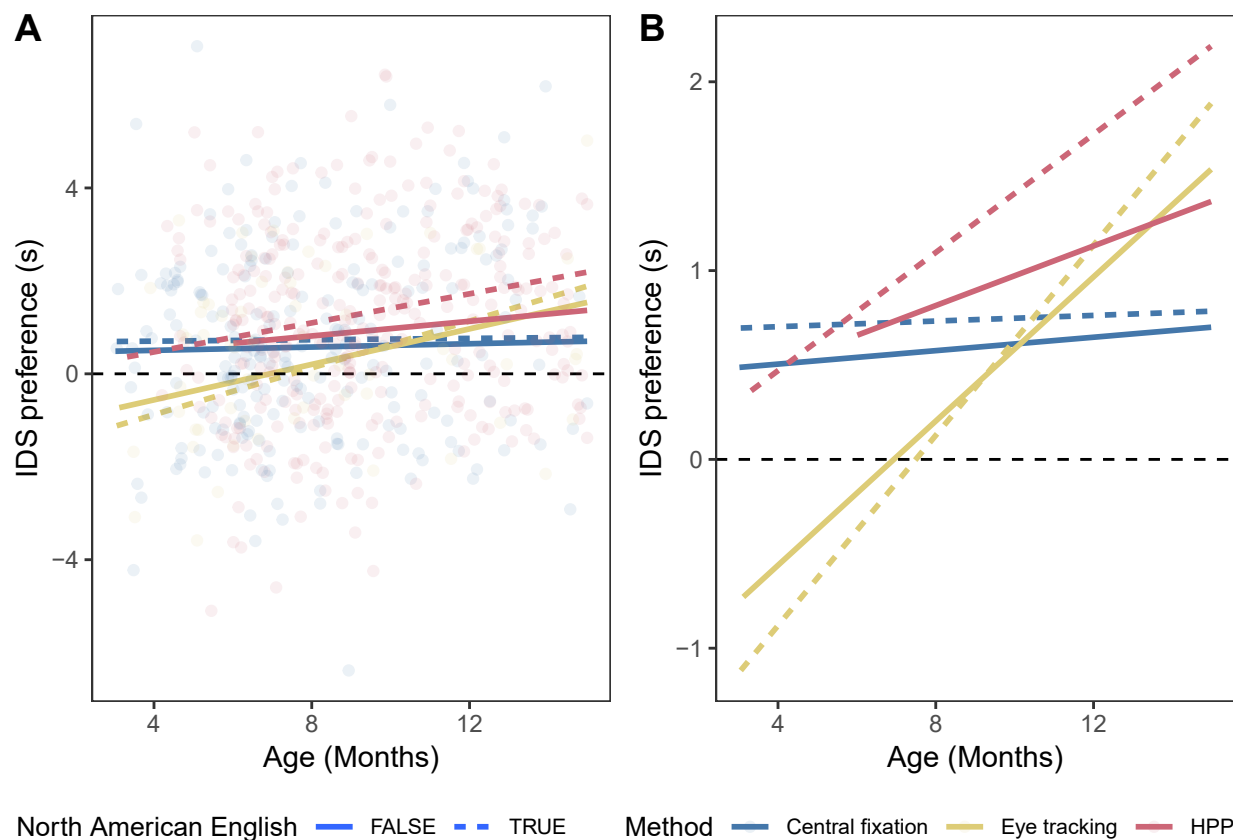 A
B
IDS preference (s)
4
0
−4
4
8
12
Age (Months)
IDS preference (s)
2
1
0
−1
4
8
12
Age (Months)
North American English FALSE TRUE Method Central fixation Eye tracking HPP